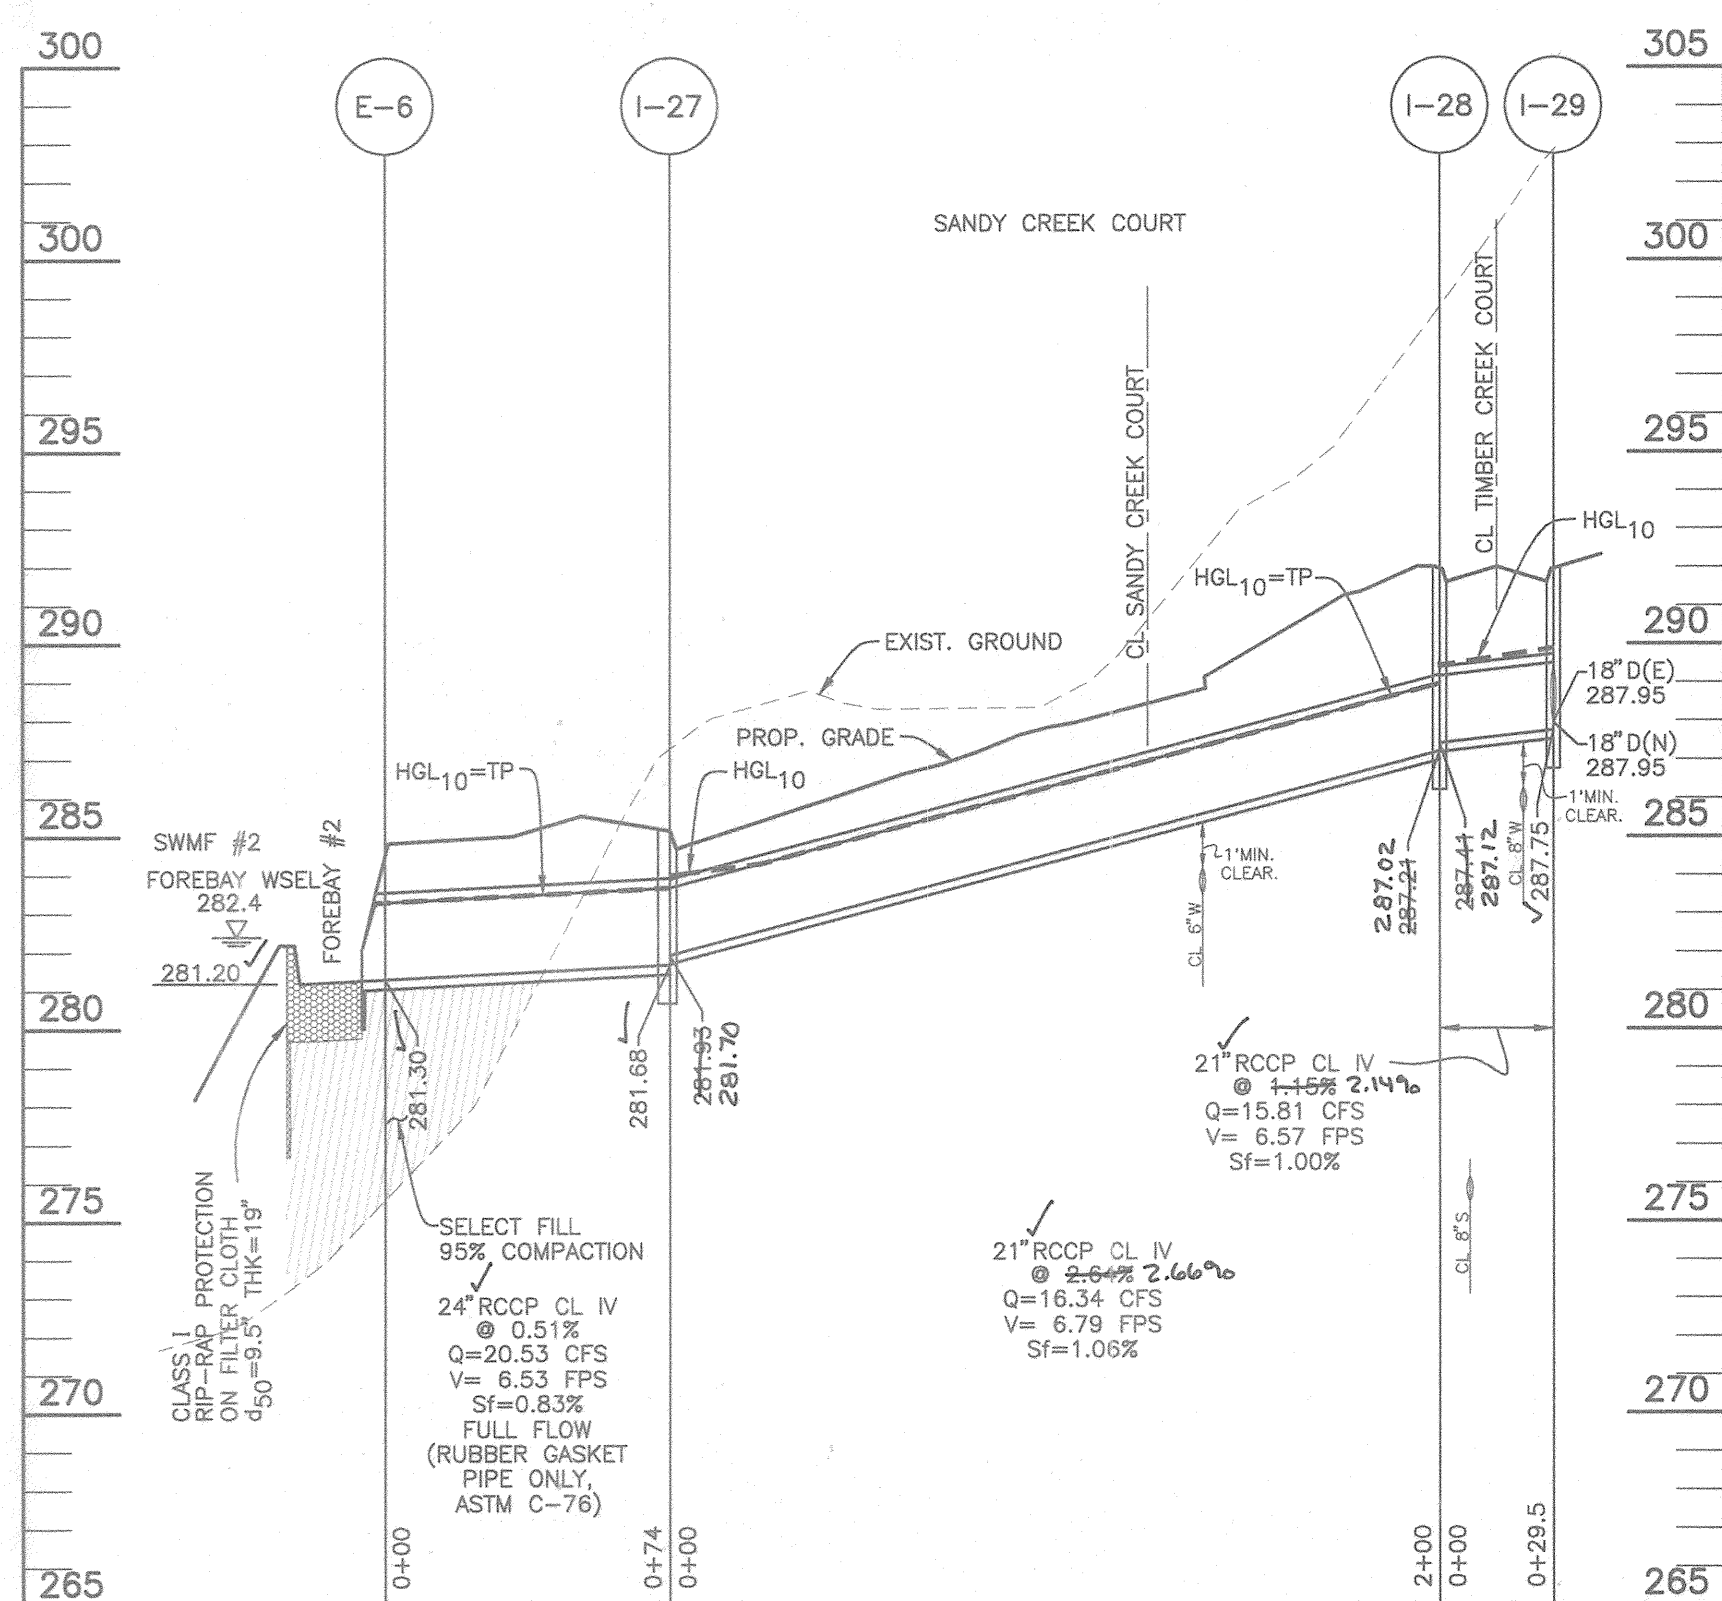 300
305
E-6
I-27
I-28
I-29
SANDY CREEK COURT
300
300
CL SANDY CREEK COURT
CL TIMBER CREEK COURT
295
295
HGL10
HGL10=TP
290
290
EXIST. GROUND
18"D(E)
287.95
PROP. GRADE
18"D(N)
287.95
HGL10=TP
HGL10
1'MIN.
CLEAR.
285
285
SWMF #2
FOREBAY WSEL
282.4
FOREBAY #2
1'MIN.
CLEAR.
CL 6"W
287.02
287.21
287.41
287.12
CL 8"W
287.75
281.20
280
280
281.30
281.68
281.93
281.70
21"RCCP CL IV
@ 1.15% 2.14%
Q=15.81 CFS
V= 6.57 FPS
Sf=1.00%
275
275
CLASS I
RIP-RAP PROTECTION
ON FILTER CLOTH
d50=9.5" THK=19"
SELECT FILL
95% COMPACTION
CL 8"S
21"RCCP CL IV
@ 2.64% 2.66%
Q=16.34 CFS
V= 6.79 FPS
Sf=1.06%
24"RCCP CL IV
@ 0.51%
Q=20.53 CFS
V= 6.53 FPS
Sf=0.83%
FULL FLOW
(RUBBER GASKET
PIPE ONLY,
ASTM C-76)
270
270
0+00
0+74
0+00
2+00
0+00
0+29.5
265
265